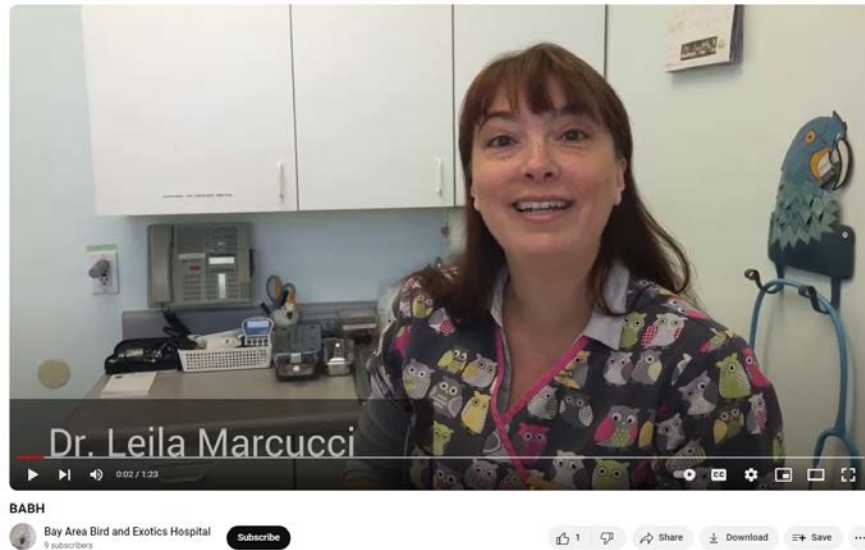 Dr. Leila Marcucci
0:02 / 1:23
CC
BABH
Bay Area Bird and Exotics Hospital
9 subscribers
Subscribe
1
Share
Download
Save